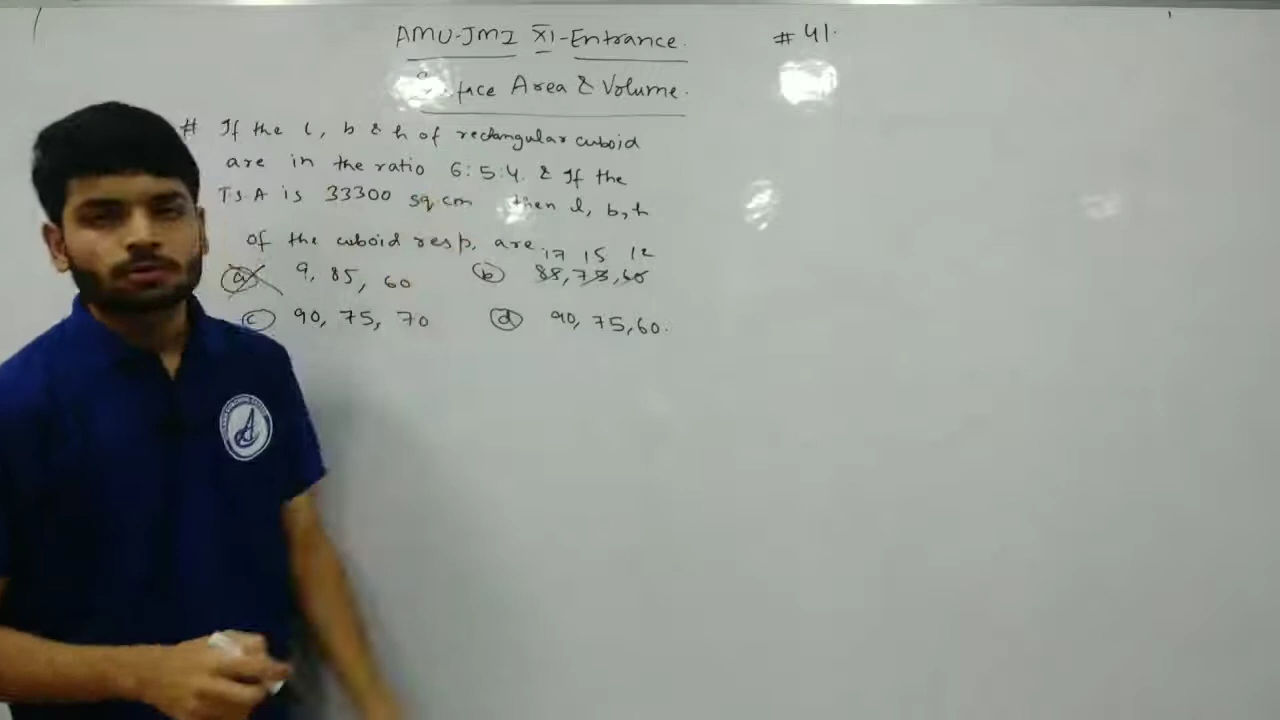 AMU-JMI XI-Entrance.
# 41.
face Area & Volume.
# If the l, b & h of rectangular cuboid
are in the ratio 6:5:4. & If the
T.S.A is 33300 sq.cm then l, b, h
of the cuboid resp. are
17 15 12
(a) 9, 85, 60 (b) 85, 75, 60
(c) 90, 75, 70 (d) 90, 75, 60.